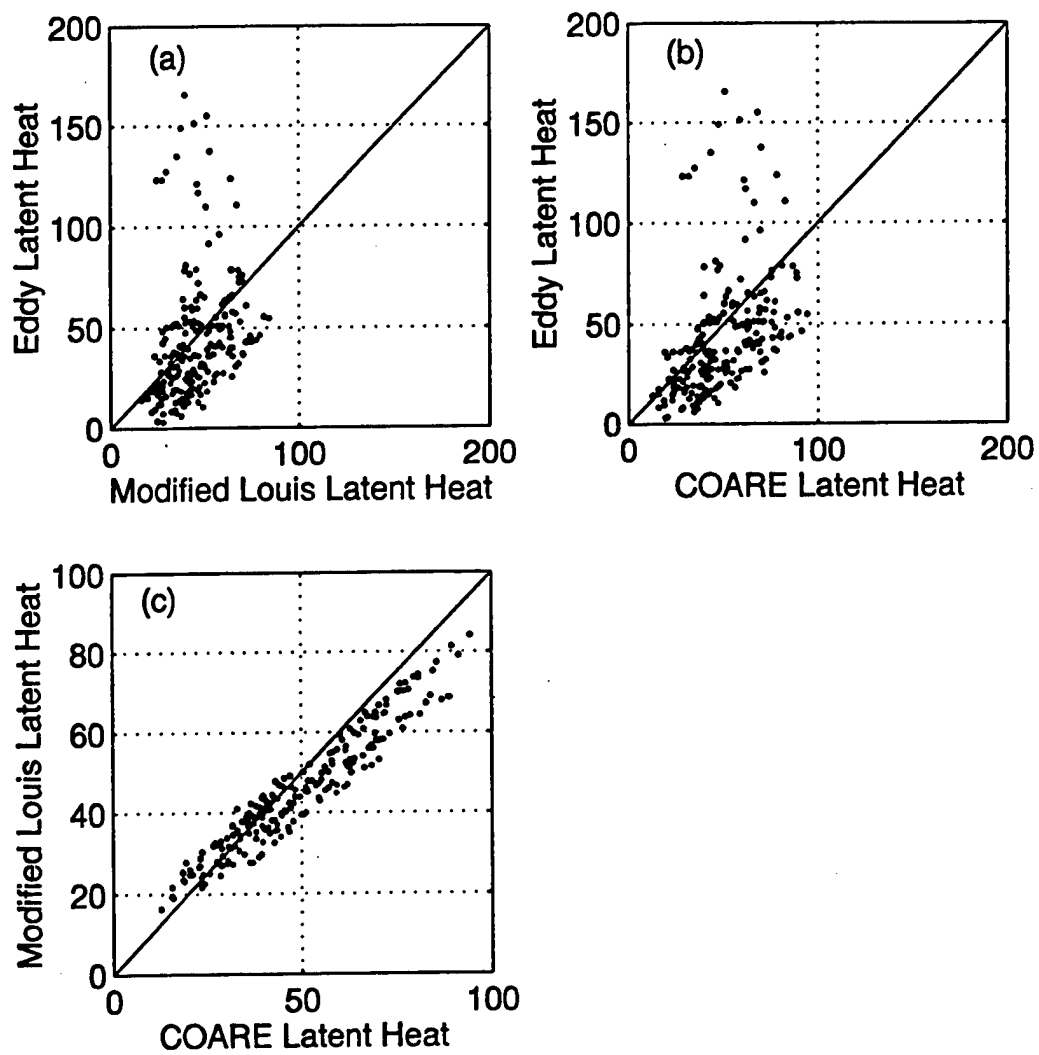 (a)
200
150
100
50
0
Eddy Latent Heat
0 100 200
Modified Louis Latent Heat
(b)
200
150
100
50
0
Eddy Latent Heat
0 100 200
COARE Latent Heat
(c)
100
80
60
40
20
0
Modified Louis Latent Heat
0 50 100
COARE Latent Heat